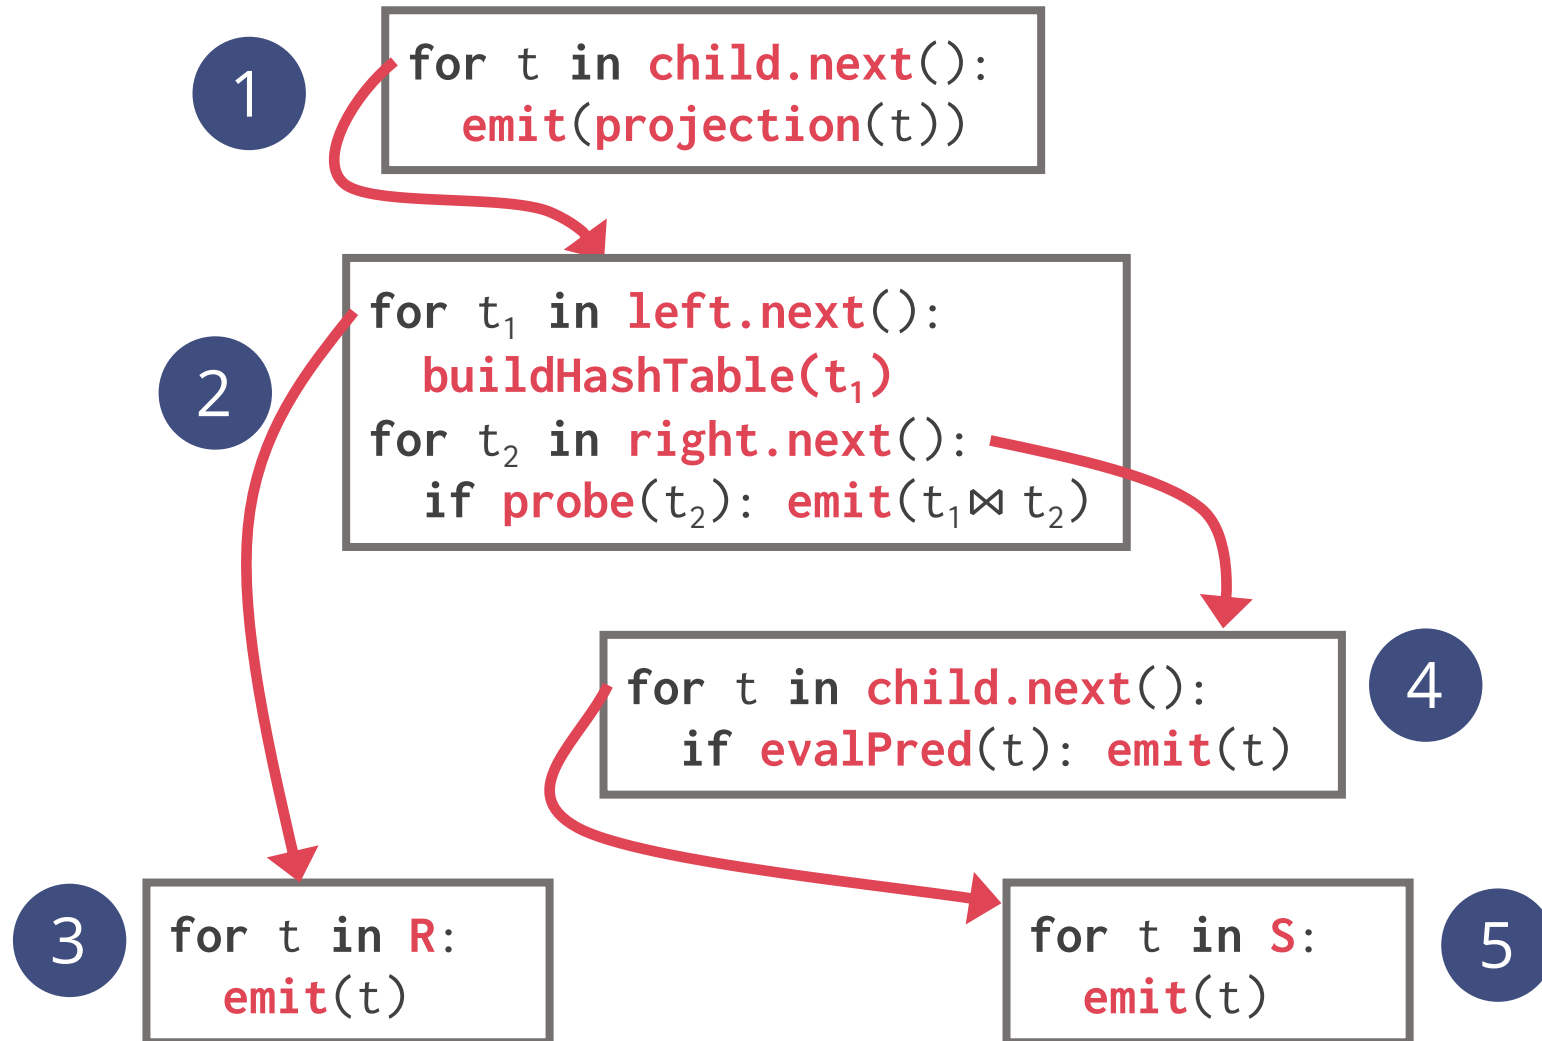 1
for t in child.next():
emit(projection(t))
2
for t₁ in left.next():
buildHashTable(t₁)
for t₂ in right.next():
if probe(t₂): emit(t₁⨝ t₂)
4
for t in child.next():
if evalPred(t): emit(t)
3
for t in R:
emit(t)
for t in S:
emit(t)
5